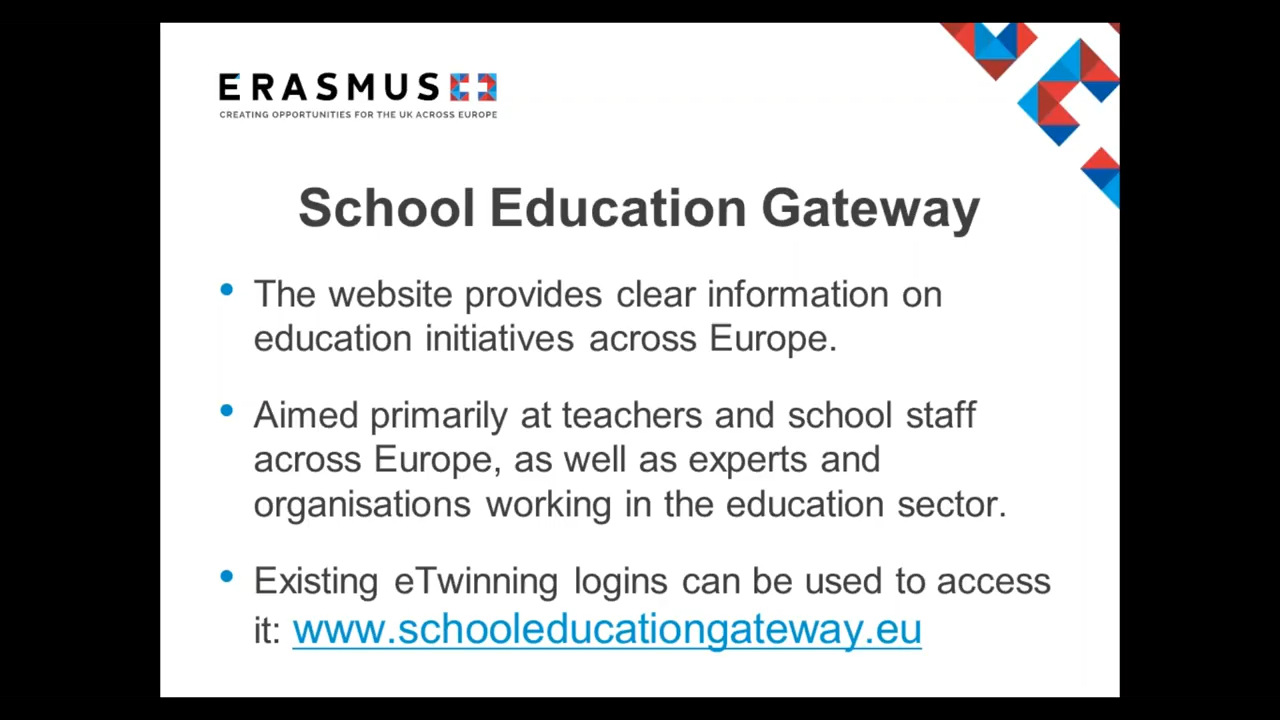 ERASMUS
CREATING OPPORTUNITIES FOR THE UK ACROSS EUROPE
School Education Gateway
• The website provides clear information on
education initiatives across Europe.
• Aimed primarily at teachers and school staff
across Europe, as well as experts and
organisations working in the education sector.
• Existing eTwinning logins can be used to access
it: www.schooleducationgateway.eu